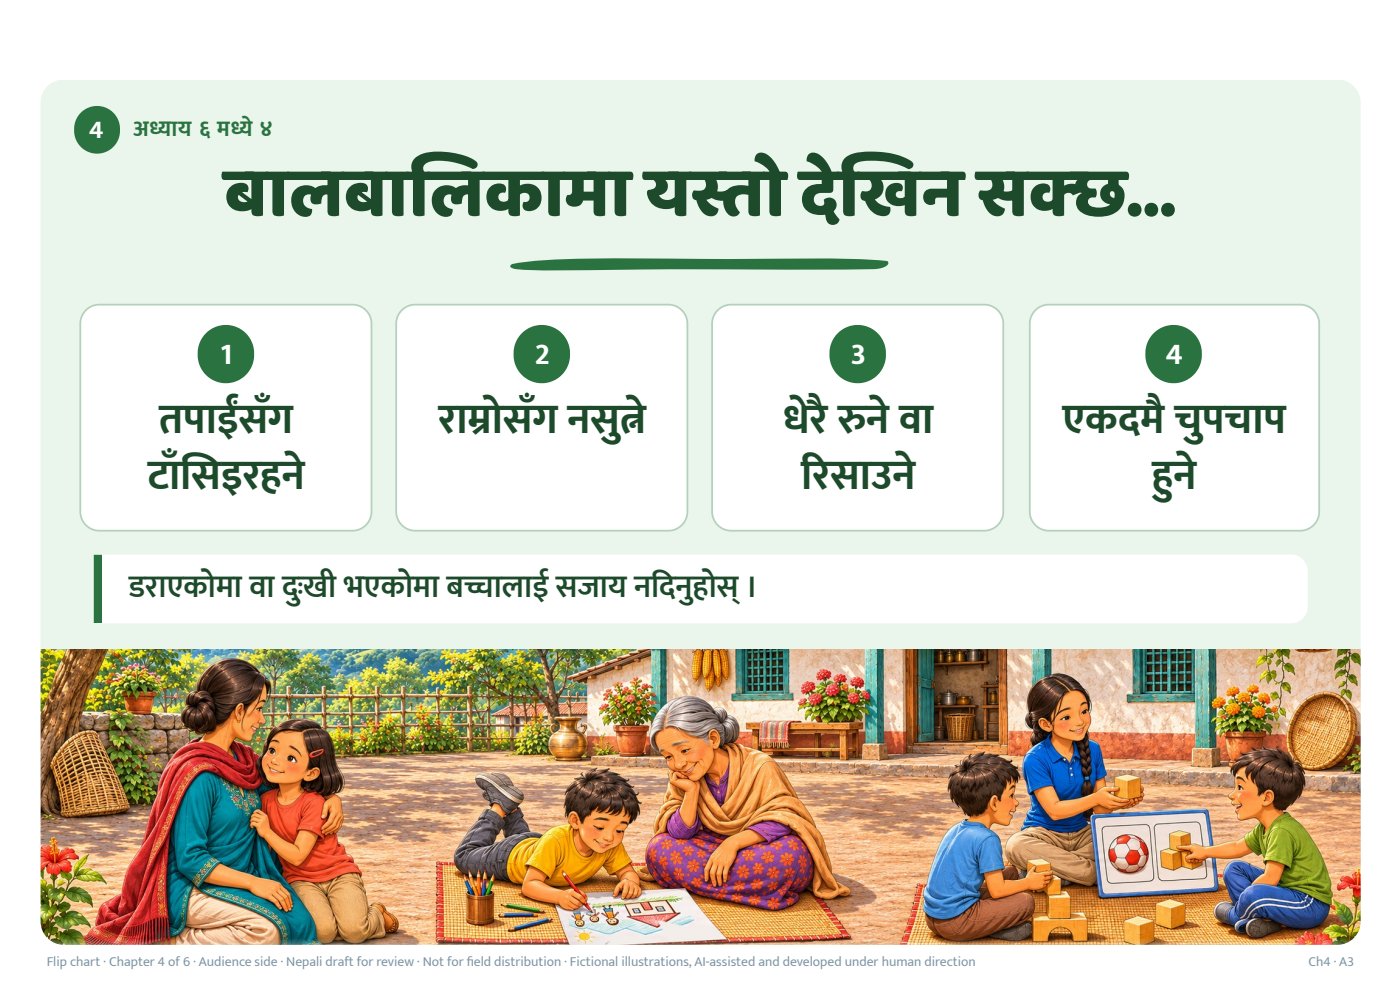 4 अध्याय ६ मध्ये ४
बालबालिकामा यस्तो देखिन सक्छ...
1
तपाईंसँग
टाँसिइरहने
2
राम्रोसँग नसुत्ने
3
धेरै रुने वा
रिसाउने
4
एकदमै चुपचाप
हुने
डराएकोमा वा दुःखी भएकोमा बच्चालाई सजाय नदिनुहोस् ।
Flip chart · Chapter 4 of 6 · Audience side · Nepali draft for review · Not for field distribution · Fictional illustrations, AI-assisted and developed under human direction
Ch4 · A3